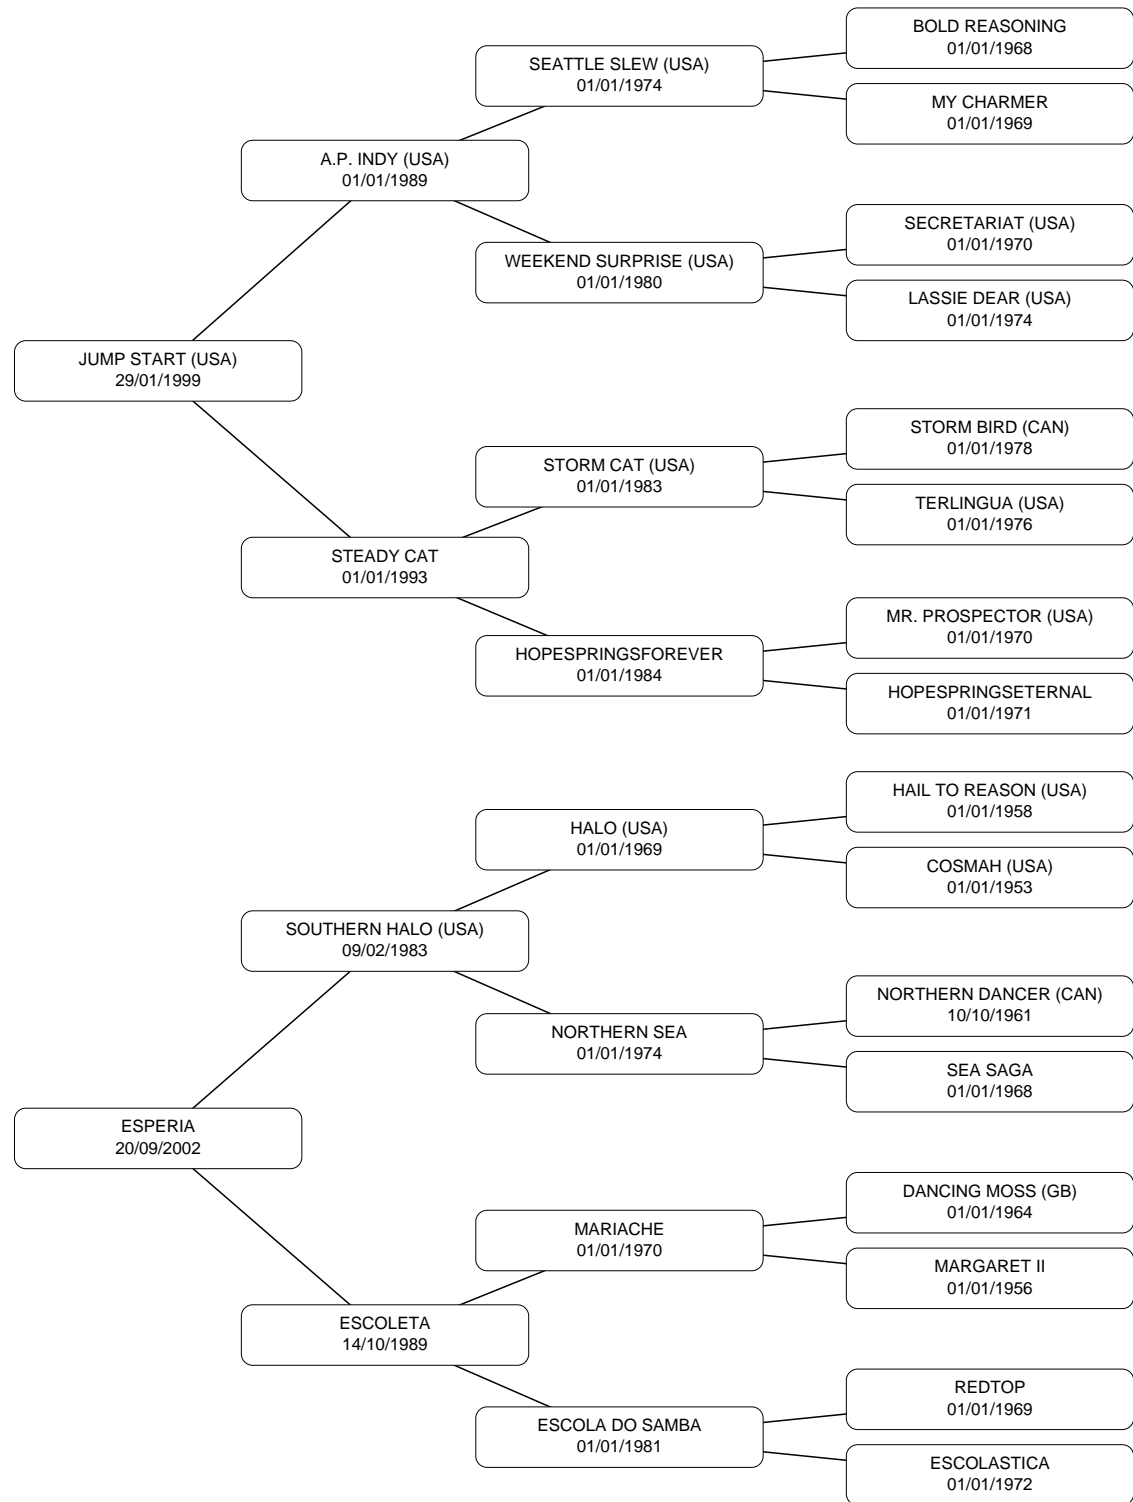 BOLD REASONING
01/01/1968
SEATTLE SLEW (USA)
01/01/1974
MY CHARMER
01/01/1969
A.P. INDY (USA)
01/01/1989
SECRETARIAT (USA)
01/01/1970
WEEKEND SURPRISE (USA)
01/01/1980
LASSIE DEAR (USA)
01/01/1974
JUMP START (USA)
29/01/1999
STORM BIRD (CAN)
01/01/1978
STORM CAT (USA)
01/01/1983
TERLINGUA (USA)
01/01/1976
STEADY CAT
01/01/1993
MR. PROSPECTOR (USA)
01/01/1970
HOPESPRINGSFOREVER
01/01/1984
HOPESPRINGSETERNAL
01/01/1971
HAIL TO REASON (USA)
01/01/1958
HALO (USA)
01/01/1969
COSMAH (USA)
01/01/1953
SOUTHERN HALO (USA)
09/02/1983
NORTHERN DANCER (CAN)
10/10/1961
NORTHERN SEA
01/01/1974
SEA SAGA
01/01/1968
ESPERIA
20/09/2002
DANCING MOSS (GB)
01/01/1964
MARIACHE
01/01/1970
MARGARET II
01/01/1956
ESCOLETA
14/10/1989
REDTOP
01/01/1969
ESCOLA DO SAMBA
01/01/1981
ESCOLASTICA
01/01/1972